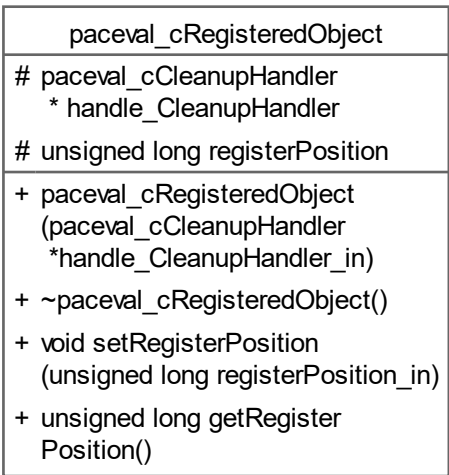 paceval_cRegisteredObject
# paceval_cCleanupHandler
* handle_CleanupHandler
# unsigned long registerPosition
+ paceval_cRegisteredObject
(paceval_cCleanupHandler
*handle_CleanupHandler_in)
+ ~paceval_cRegisteredObject()
+ void setRegisterPosition
(unsigned long registerPosition_in)
+ unsigned long getRegister
Position()